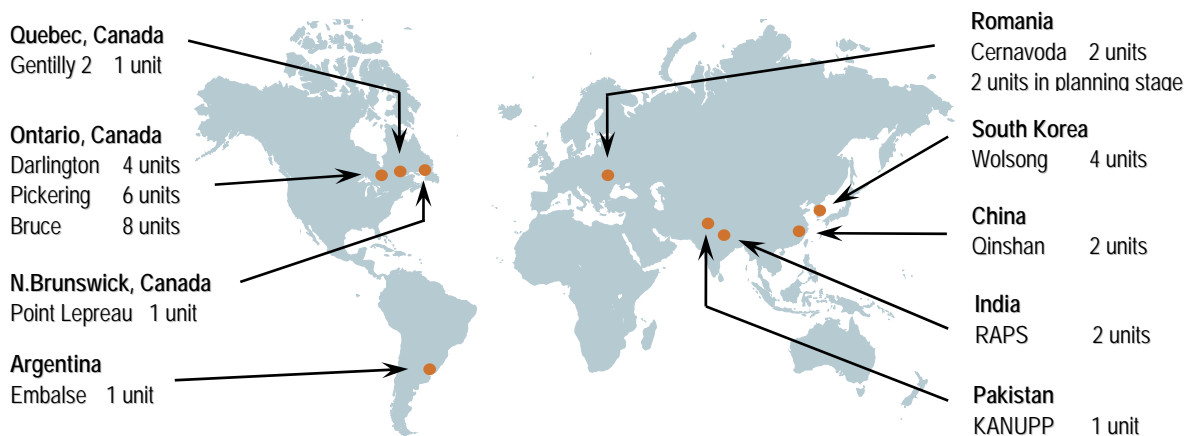 Quebec, Canada
Gentilly 2 1 unit
Ontario, Canada
Darlington 4 units
Pickering 6 units
Bruce 8 units
N.Brunswick, Canada
Point Lepreau 1 unit
Argentina
Embalse 1 unit
Romania
Cernavoda 2 units
2 units in planning stage
South Korea
Wolsong 4 units
China
Qinshan 2 units
India
RAPS 2 units
Pakistan
KANUPP 1 unit